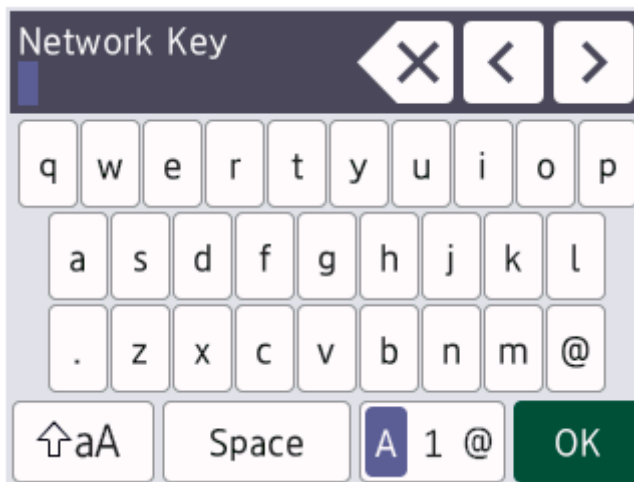 Network Key
q w e r t y u i o p
a s d f g h j k l
. z x c v b n m @
aA Space A 1 @ OK